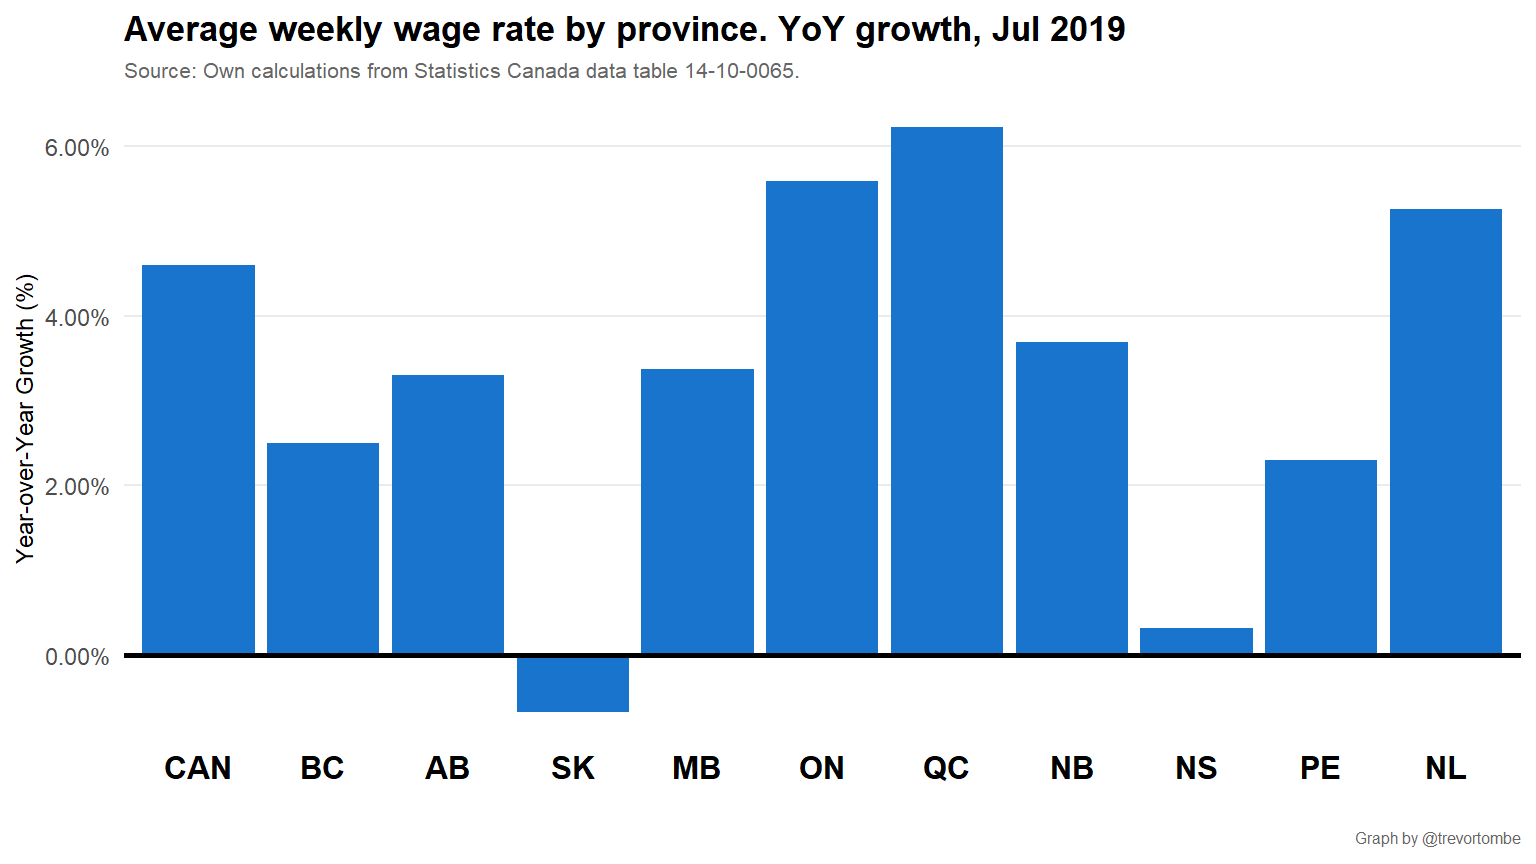 Average weekly wage rate by province. YoY growth, Jul 2019
Source: Own calculations from Statistics Canada data table 14-10-0065.
Year-over-Year Growth (%)
6.00%
4.00%
2.00%
0.00%
CAN BC AB SK MB ON QC NB NS PE NL
Graph by @trevortombe